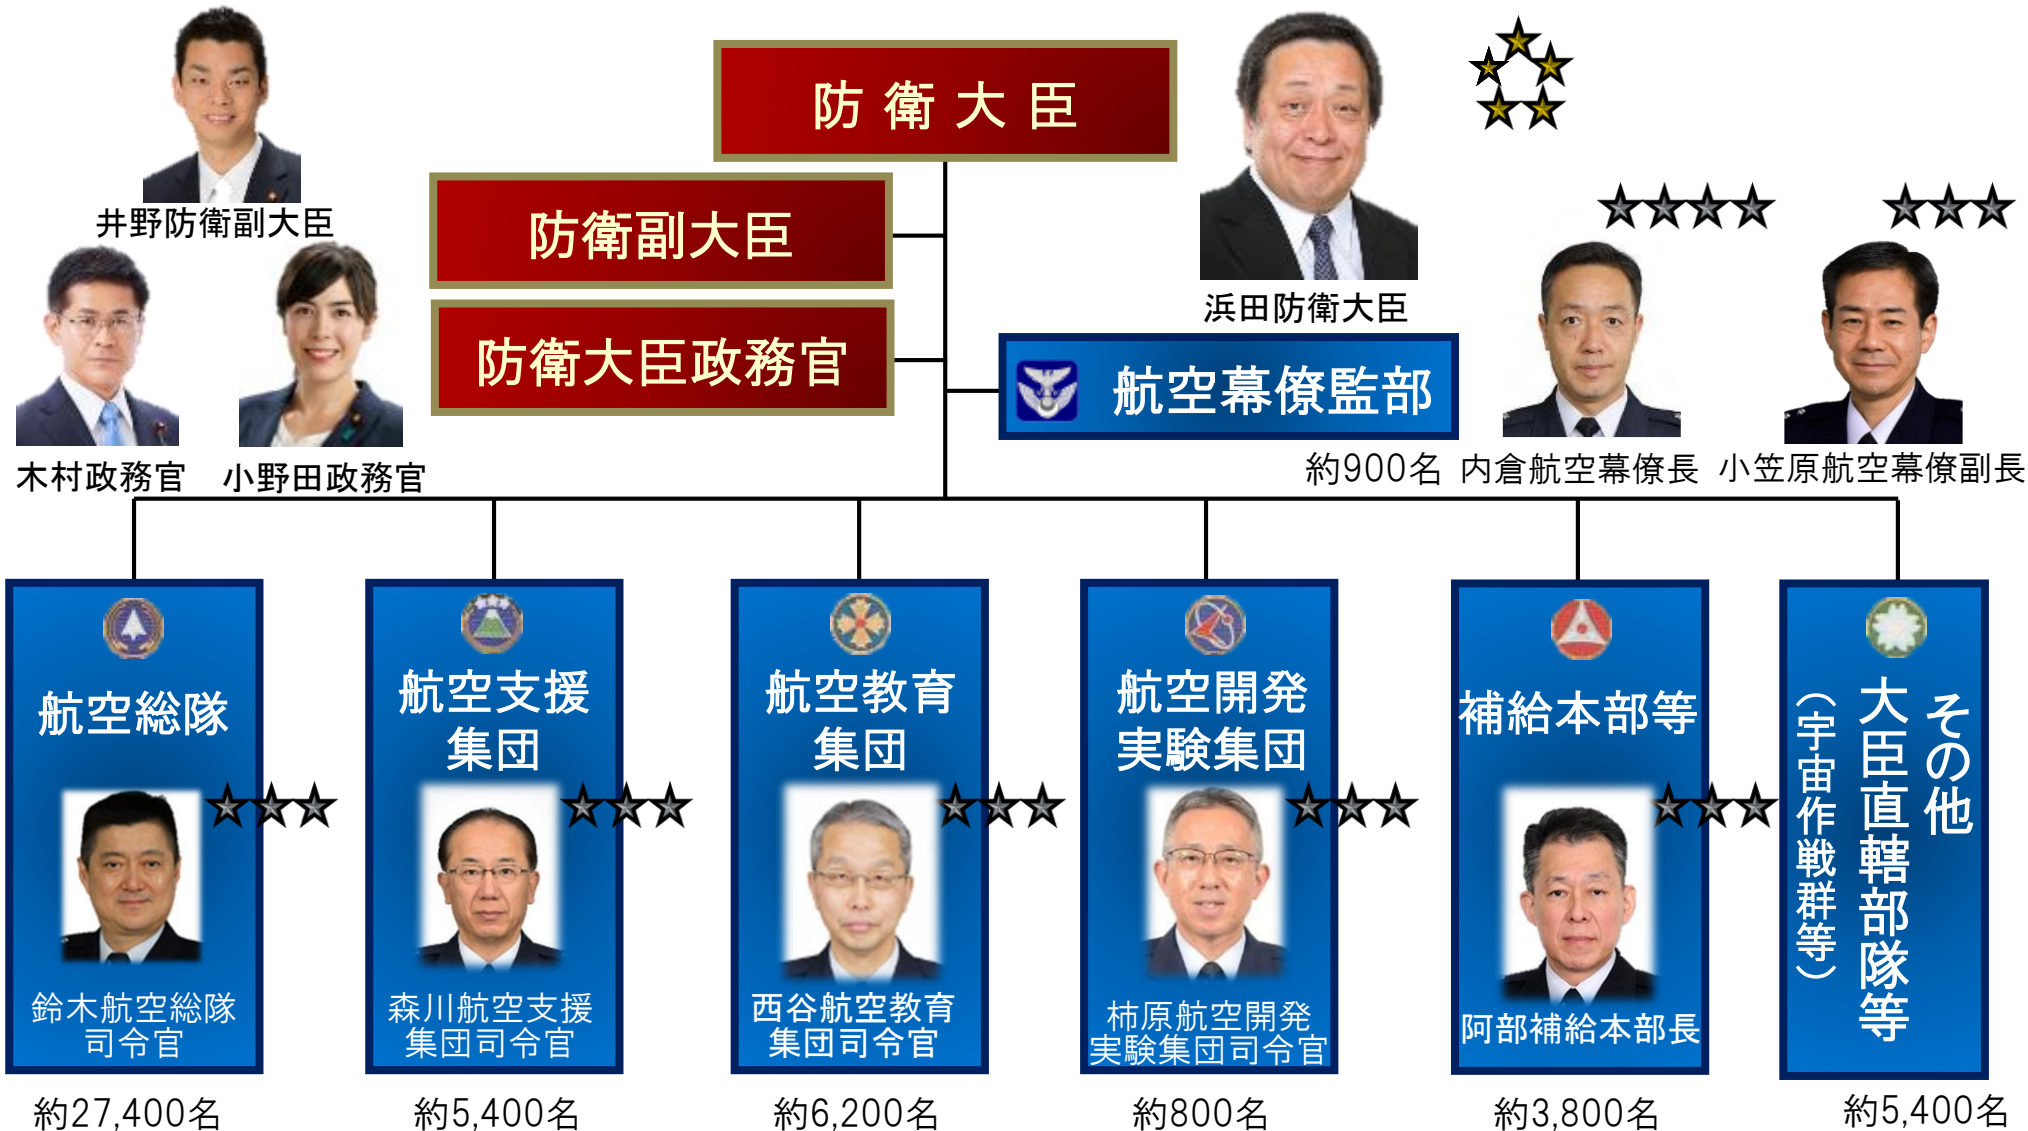 防衛大臣
井野防衛副大臣
防衛副大臣
浜田防衛大臣
防衛大臣政務官
木村政務官
小野田政務官
航空幕僚監部
約900名
内倉航空幕僚長
小笠原航空幕僚副長
航空総隊
鈴木航空総隊
司令官
約27,400名
航空支援
集団
森川航空支援
集団司令官
約5,400名
航空教育
集団
西谷航空教育
集団司令官
約6,200名
航空開発
実験集団
柿原航空開発
実験集団司令官
約800名
補給本部等
阿部補給本部長
約3,800名
その他
大臣直轄部隊等
（宇宙作戦群等）
約5,400名